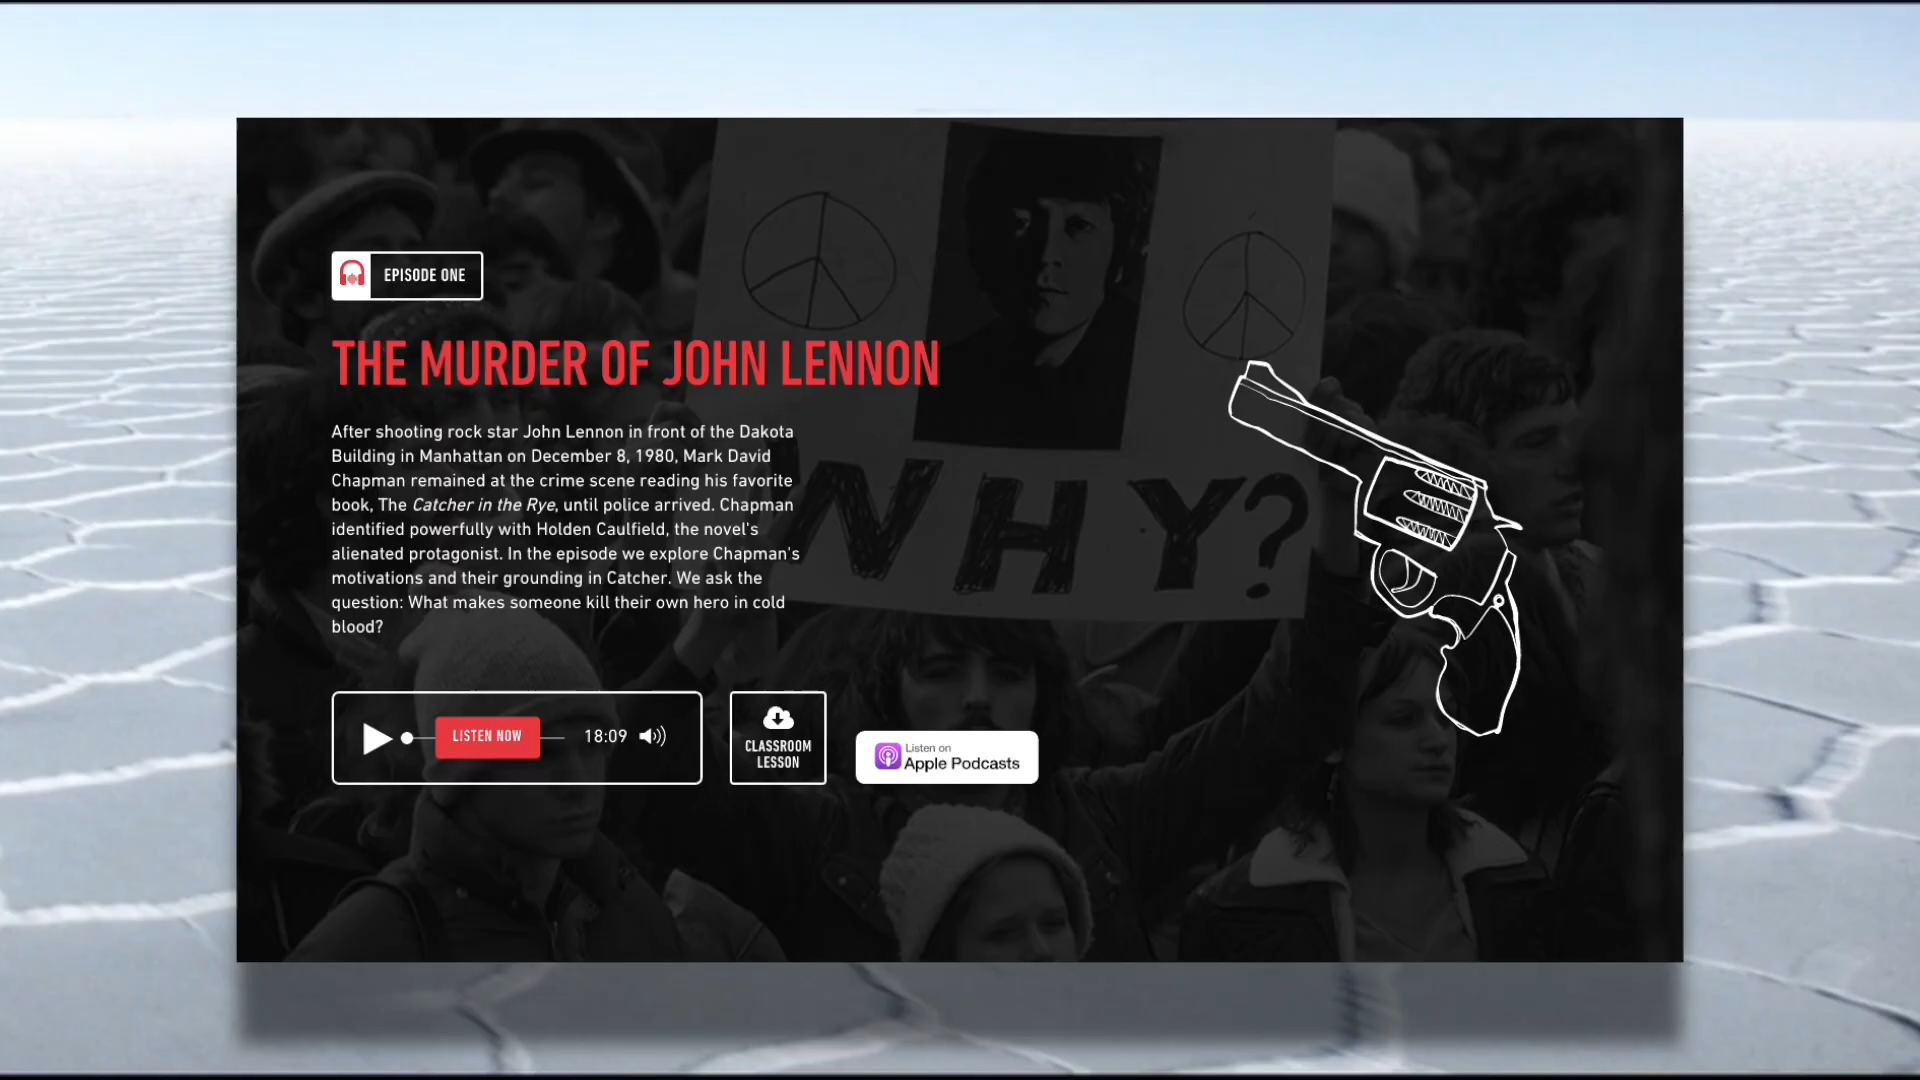 EPISODE ONE
THE MURDER OF JOHN LENNON
After shooting rock star John Lennon in front of the Dakota
Building in Manhattan on December 8, 1980, Mark David
Chapman remained at the crime scene reading his favorite
book, The Catcher in the Rye, until police arrived. Chapman
identified powerfully with Holden Caulfield, the novel's
alienated protagonist. In the episode we explore Chapman's
motivations and their grounding in Catcher. We ask the
question: What makes someone kill their own hero in cold
blood?
WHY?
LISTEN NOW
18:09
CLASSROOM
LESSON
Listen on
Apple Podcasts